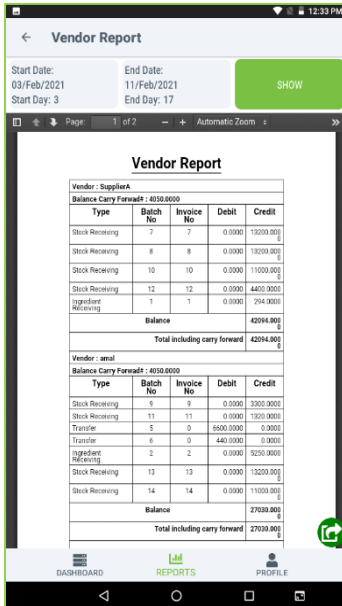 12:33 PM
Vendor Report
Start Date: End Date:
03/Feb/2021 11/Feb/2021 SHOW
Start Day: 3 End Day: 17
Page: 1 of 2 − + Automatic Zoom
Vendor Report
Vendor : SupplierA
Balance Carry Forwad# : 4050.0000
Type Batch No Invoice No Debit Credit
Stock Receiving 7 7 0.0000 13200.0000
Stock Receiving 8 8 0.0000 13200.0000
Stock Receiving 10 10 0.0000 11000.0000
Stock Receiving 12 12 0.0000 4400.0000
Ingredient Receiving 1 1 0.0000 294.0000
Balance 42094.0000
Total including carry forward 42094.0000
Vendor : amal
Balance Carry Forwad# : 4050.0000
Type Batch No Invoice No Debit Credit
Stock Receiving 9 9 0.0000 3300.0000
Stock Receiving 11 11 0.0000 1320.0000
Transfer 5 0 6600.0000 0.0000
Transfer 6 0 440.0000 0.0000
Ingredient Receiving 2 2 0.0000 5250.0000
Stock Receiving 13 13 0.0000 13200.0000
Stock Receiving 14 14 0.0000 11000.0000
Balance 27030.0000
Total including carry forward 27030.0000
DASHBOARD REPORTS PROFILE